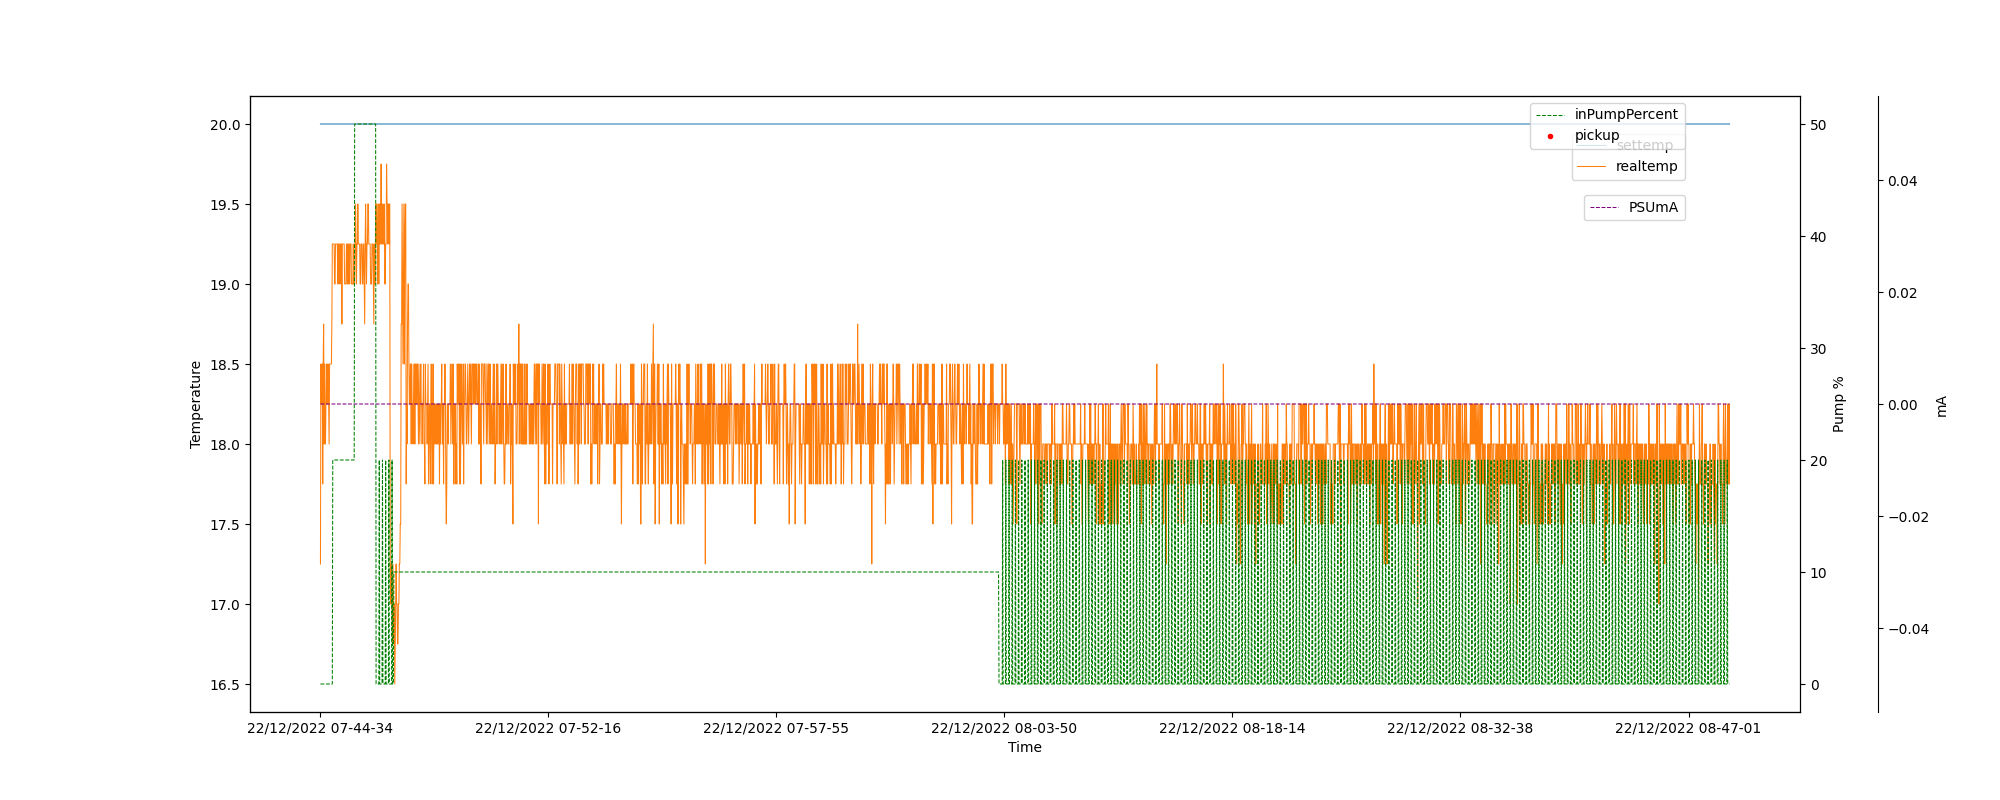 inPumpPercent
pickup
settemp
realtemp
PSUmA
20.0
19.5
19.0
18.5
18.0
17.5
17.0
16.5
Temperature
50
40
30
20
10
0
Pump %
0.04
0.02
0.00
−0.02
−0.04
mA
22/12/2022 07-44-34
22/12/2022 07-52-16
22/12/2022 07-57-55
22/12/2022 08-03-50
22/12/2022 08-18-14
22/12/2022 08-32-38
22/12/2022 08-47-01
Time